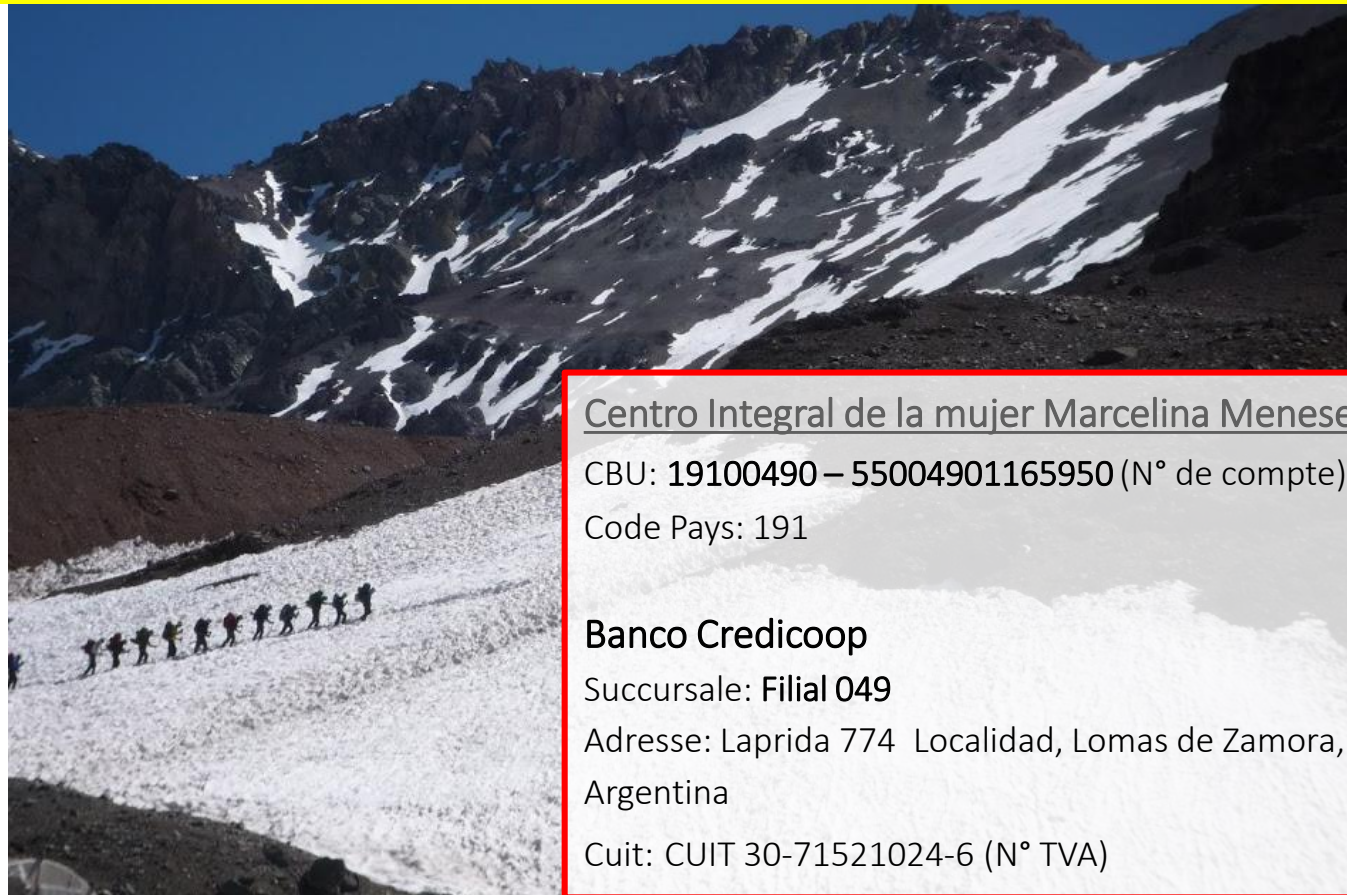 Centro Integral de la mujer Marcelina Menese
CBU: 19100490 – 55004901165950 (N° de compte)
Code Pays: 191
Banco Credicoop
Succursale: Filial 049
Adresse: Laprida 774 Localidad, Lomas de Zamora,
Argentina
Cuit: CUIT 30-71521024-6 (N° TVA)